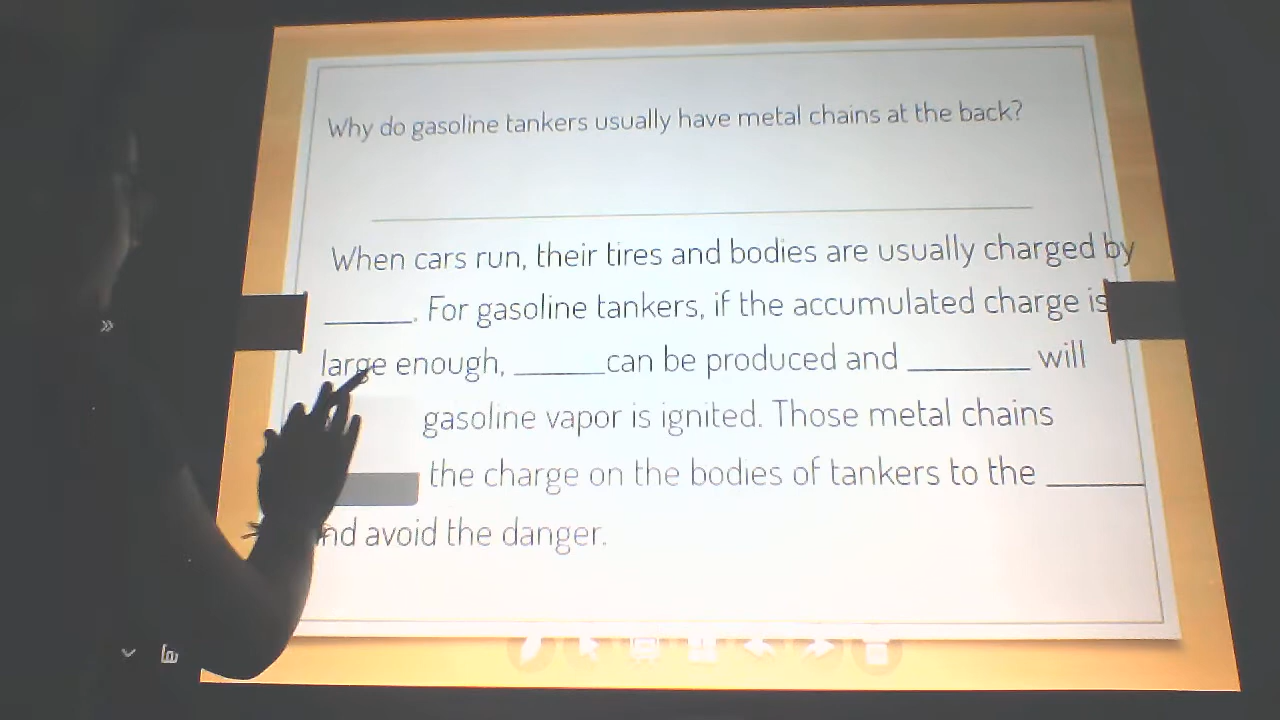 Why do gasoline tankers usually have metal chains at the back?
When cars run, their tires and bodies are usually charged by
______. For gasoline tankers, if the accumulated charge is
large enough, ______can be produced and ________ will
gasoline vapor is ignited. Those metal chains
the charge on the bodies of tankers to the ______
nd avoid the danger.